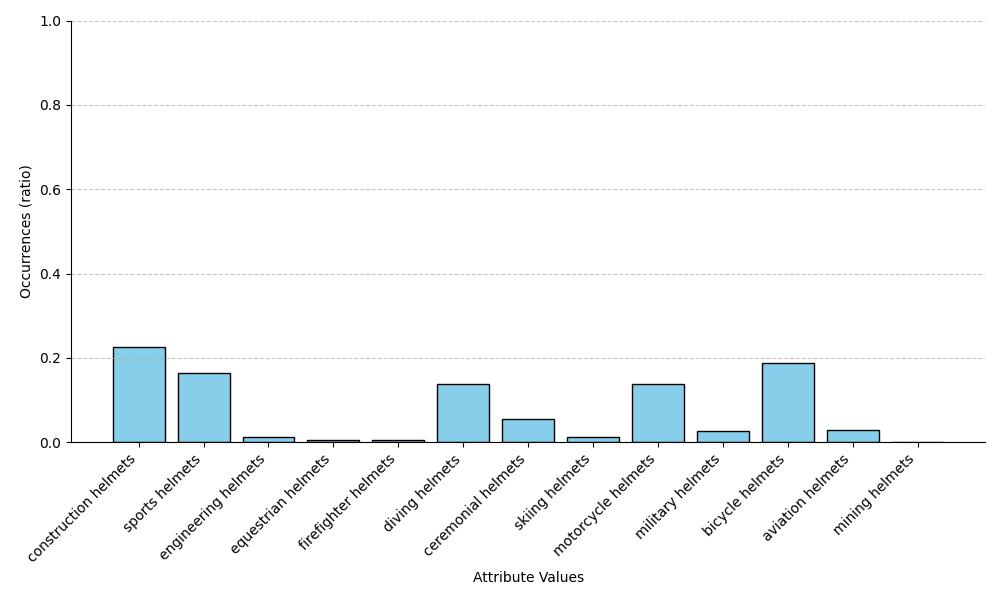 1.0
0.8
0.6
0.4
0.2
0.0
Occurrences (ratio)
construction helmets
sports helmets
engineering helmets
equestrian helmets
firefighter helmets
diving helmets
ceremonial helmets
skiing helmets
motorcycle helmets
military helmets
bicycle helmets
aviation helmets
mining helmets
Attribute Values